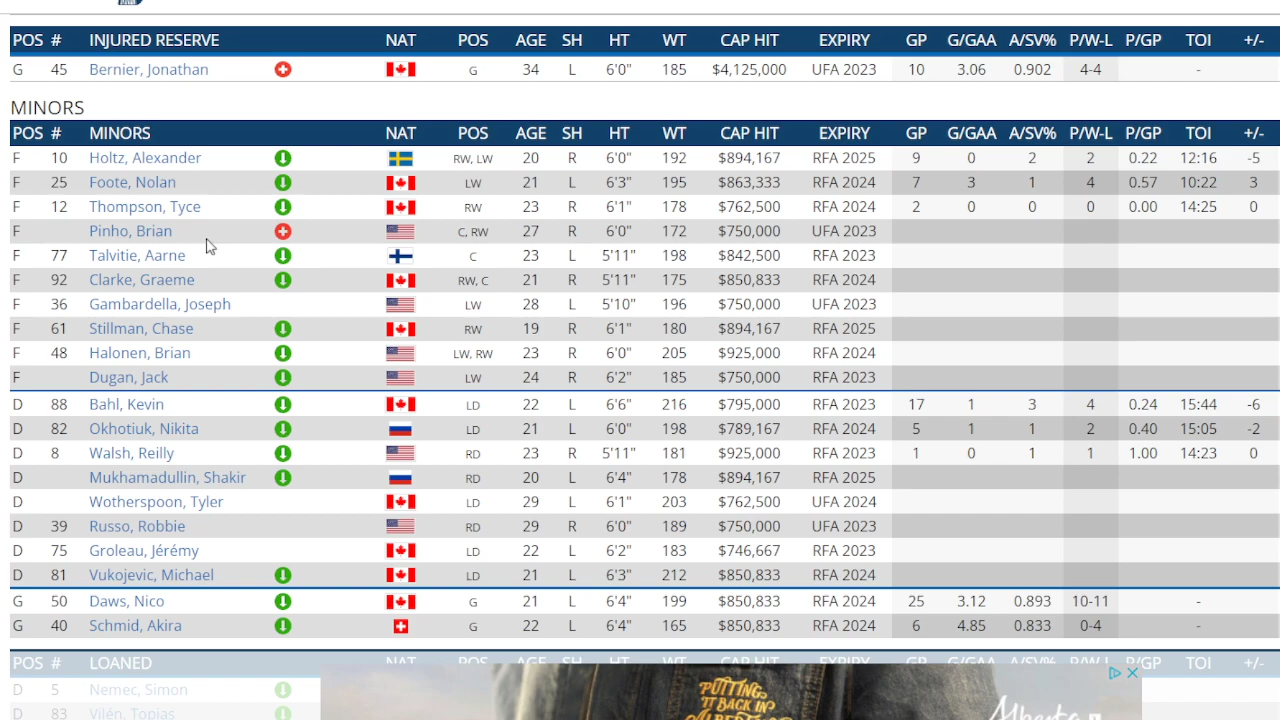 POS # INJURED RESERVE NAT POS AGE SH HT WT CAP HIT EXPIRY GP G/GAA A/SV% P/W-L P/GP TOI +/-
G 45 Bernier, Jonathan G 34 L 6'0" 185 $4,125,000 UFA 2023 10 3.06 0.902 4-4 -
MINORS
POS # MINORS NAT POS AGE SH HT WT CAP HIT EXPIRY GP G/GAA A/SV% P/W-L P/GP TOI +/-
F 10 Holtz, Alexander RW, LW 20 R 6'0" 192 $894,167 RFA 2025 9 0 2 2 0.22 12:16 -5
F 25 Foote, Nolan LW 21 L 6'3" 195 $863,333 RFA 2024 7 3 1 4 0.57 10:22 3
F 12 Thompson, Tyce RW 23 R 6'1" 178 $762,500 RFA 2024 2 0 0 0 0.00 14:25 0
F Pinho, Brian C, RW 27 R 6'0" 172 $750,000 UFA 2023
F 77 Talvitie, Aarne C 23 L 5'11" 198 $842,500 RFA 2023
F 92 Clarke, Graeme RW, C 21 R 5'11" 175 $850,833 RFA 2024
F 36 Gambardella, Joseph LW 28 L 5'10" 196 $750,000 UFA 2023
F 61 Stillman, Chase RW 19 R 6'1" 180 $894,167 RFA 2025
F 48 Halonen, Brian LW, RW 23 R 6'0" 205 $925,000 RFA 2024
F Dugan, Jack LW 24 R 6'2" 185 $750,000 RFA 2023
D 88 Bahl, Kevin LD 22 L 6'6" 216 $795,000 RFA 2023 17 1 3 4 0.24 15:44 -6
D 82 Okhotiuk, Nikita LD 21 L 6'0" 198 $789,167 RFA 2024 5 1 1 2 0.40 15:05 -2
D 8 Walsh, Reilly RD 23 R 5'11" 181 $925,000 RFA 2023 1 0 1 1 1.00 14:23 0
D Mukhamadullin, Shakir RD 20 L 6'4" 178 $894,167 RFA 2025
D Wotherspoon, Tyler LD 29 L 6'1" 203 $762,500 UFA 2024
D 39 Russo, Robbie RD 29 R 6'0" 189 $750,000 UFA 2023
D 75 Groleau, Jérémy LD 22 L 6'2" 183 $746,667 RFA 2023
D 81 Vukojevic, Michael LD 21 L 6'3" 212 $850,833 RFA 2024
G 50 Daws, Nico G 21 L 6'4" 199 $850,833 RFA 2024 25 3.12 0.893 10-11 -
G 40 Schmid, Akira G 22 L 6'4" 165 $850,833 RFA 2024 6 4.85 0.833 0-4 -
POS # LOANED NAT POS AGE SH HT WT CAP HIT EXPIRY GP G/GAA A/SV% P/W-L P/GP TOI +/-
D 5 Nemec, Simon
D 83 Vilén, Topias
PUTTING
IT BACK IN
ALBERTA
Alberta